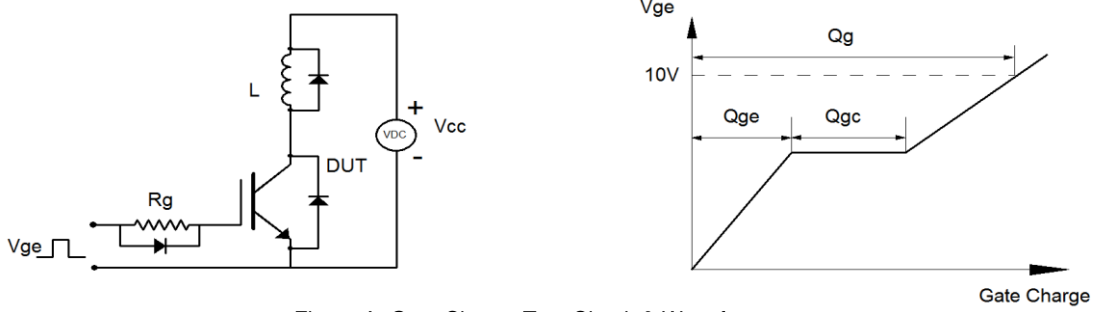 L
VDC
+
-
Vcc
DUT
Rg
Vge
Vge
Qg
10V
Qge
Qgc
Gate Charge